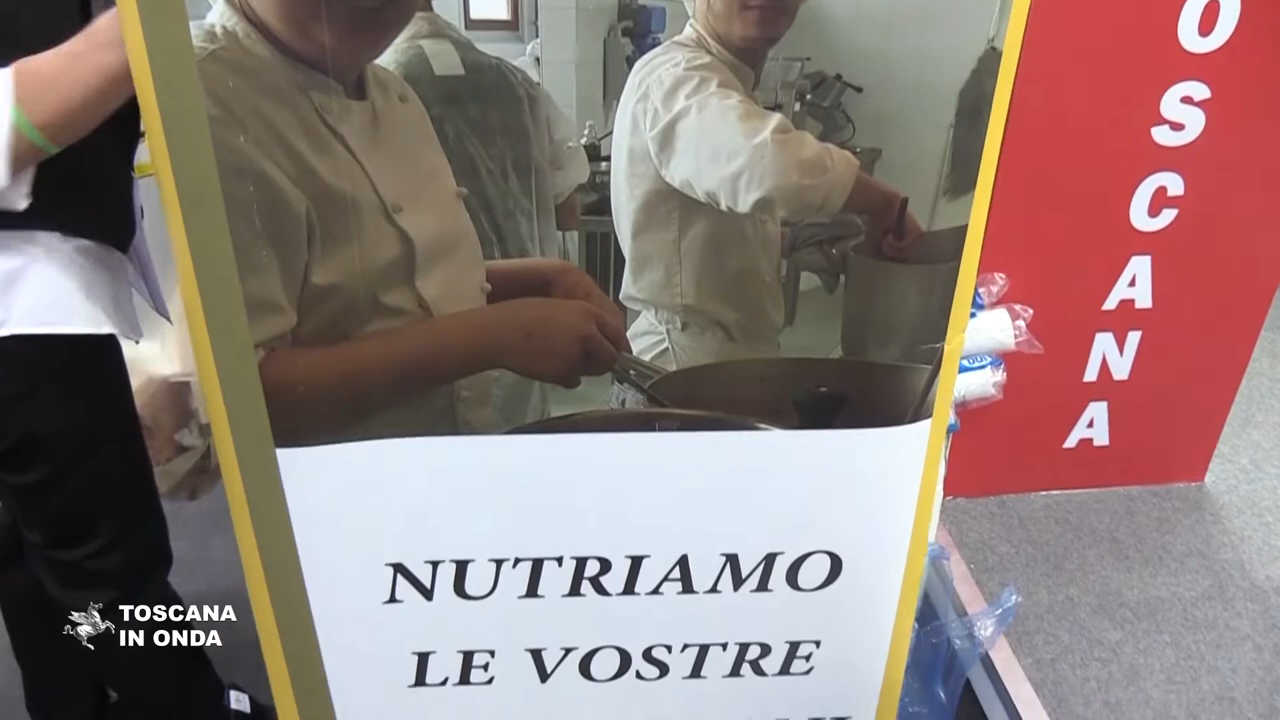 OSCANA
NUTRIAMO
LE VOSTRE
TOSCANA
IN ONDA